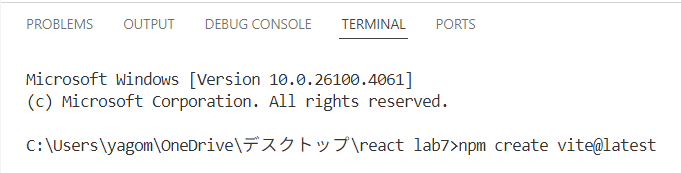 PROBLEMS OUTPUT DEBUG CONSOLE TERMINAL PORTS
Microsoft Windows [Version 10.0.26100.4061]
(c) Microsoft Corporation. All rights reserved.
C:\Users\yagom\OneDrive\デスクトップ\react lab7>npm create vite@latest